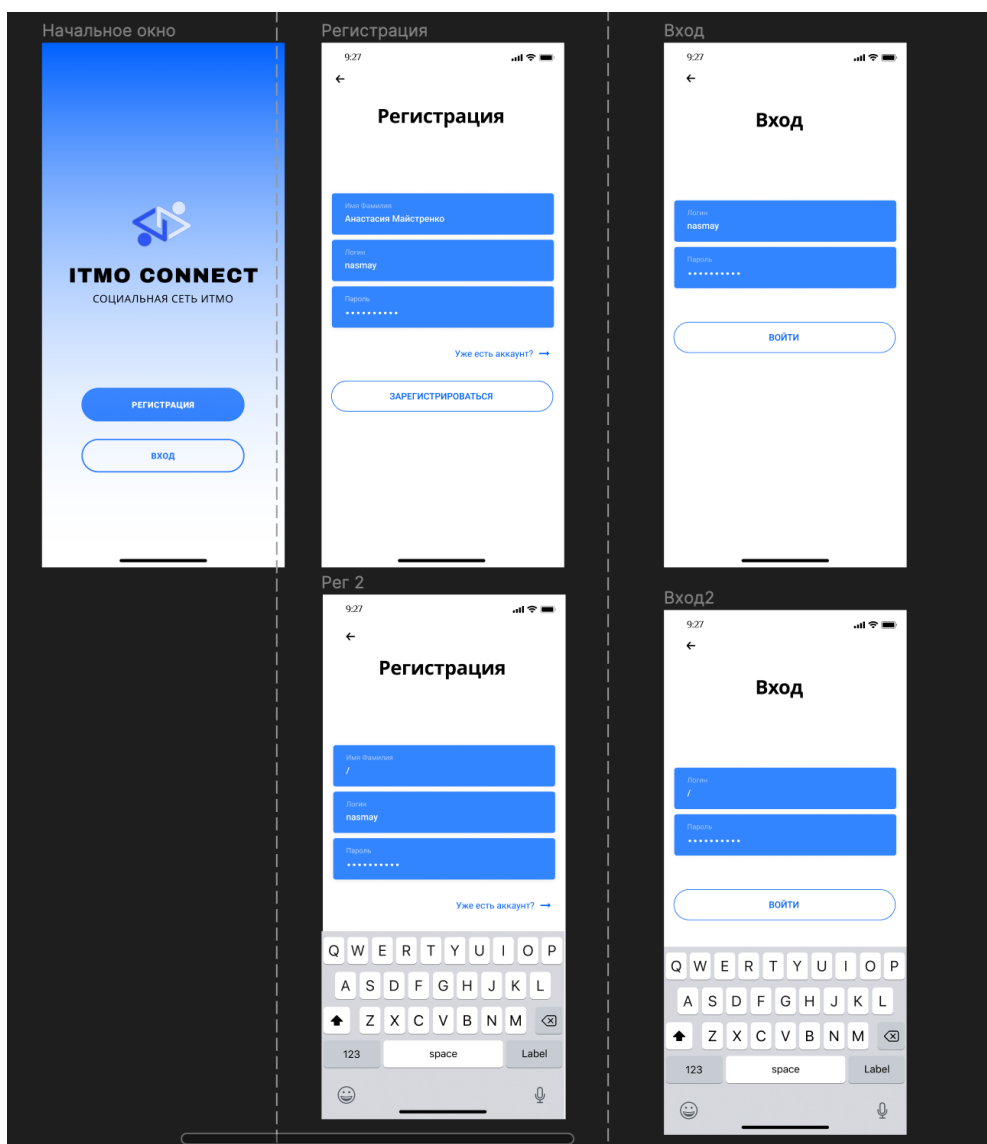 Начальное окно
ITMO CONNECT
СОЦИАЛЬНАЯ СЕТЬ ИТМО
РЕГИСТРАЦИЯ
ВХОД
Регистрация
9:27
Регистрация
Имя Фамилия
Анастасия Майстренко
Логин
nasmay
Пароль
Уже есть аккаунт? →
ЗАРЕГИСТРИРОВАТЬСЯ
Вход
9:27
Вход
Логин
nasmay
Пароль
ВОЙТИ
Рег 2
9:27
Регистрация
Имя Фамилия
/
Логин
nasmay
Пароль
Уже есть аккаунт? →
Q W E R T Y U I O P
A S D F G H J K L
Z X C V B N M
123 space Label
Вход2
9:27
Вход
Логин
/
Пароль
ВОЙТИ
Q W E R T Y U I O P
A S D F G H J K L
Z X C V B N M
123 space Label